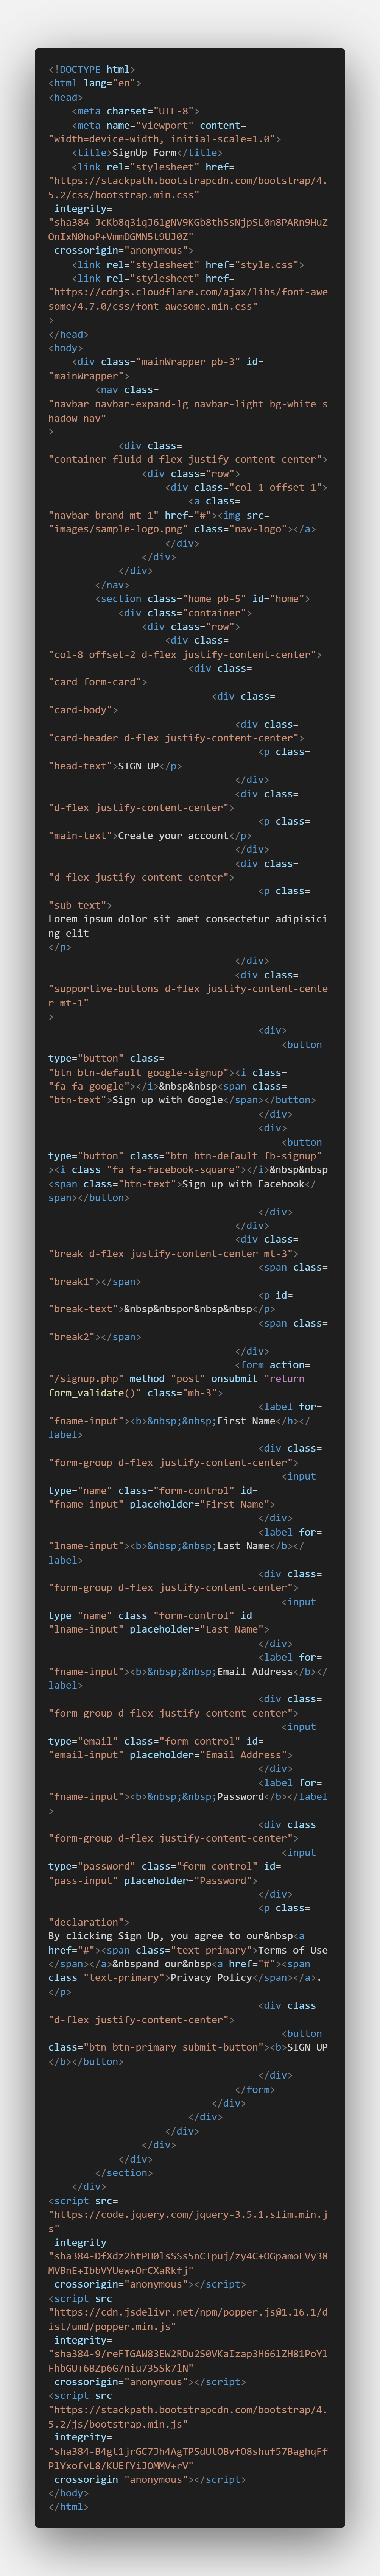 <!DOCTYPE html>
<html lang="en">
<head>
    <meta charset="UTF-8">
    <meta name="viewport" content=
"width=device-width, initial-scale=1.0">
    <title>SignUp Form</title>
    <link rel="stylesheet" href=
"https://stackpath.bootstrapcdn.com/bootstrap/4.
5.2/css/bootstrap.min.css"
 integrity=
"sha384-JcKb8q3iqJ61gNV9KGb8thSsNjpSL0n8PARn9HuZ
OnIxN0hoP+VmmDGMN5t9UJ0Z"
 crossorigin="anonymous">
    <link rel="stylesheet" href="style.css">
    <link rel="stylesheet" href=
"https://cdnjs.cloudflare.com/ajax/libs/font-awe
some/4.7.0/css/font-awesome.min.css"
>
</head>
<body>
    <div class="mainWrapper pb-3" id=
"mainWrapper">
        <nav class=
"navbar navbar-expand-lg navbar-light bg-white s
hadow-nav"
>
            <div class=
"container-fluid d-flex justify-content-center">
                <div class="row">
                    <div class="col-1 offset-1">
                        <a class=
"navbar-brand mt-1" href="#"><img src=
"images/sample-logo.png" class="nav-logo"></a>
                    </div>
                </div>
            </div>
        </nav>
        <section class="home pb-5" id="home">
            <div class="container">
                <div class="row">
                    <div class=
"col-8 offset-2 d-flex justify-content-center">
                        <div class=
"card form-card">
                            <div class=
"card-body">
                                <div class=
"card-header d-flex justify-content-center">
                                    <p class=
"head-text">SIGN UP</p>
                                </div>
                                <div class=
"d-flex justify-content-center">
                                    <p class=
"main-text">Create your account</p>
                                </div>
                                <div class=
"d-flex justify-content-center">
                                    <p class=
"sub-text">
Lorem ipsum dolor sit amet consectetur adipisici
ng elit
</p>
                                </div>
                                <div class=
"supportive-buttons d-flex justify-content-cente
r mt-1"
>
                                    <div>
                                        <button 
type="button" class=
"btn btn-default google-signup"><i class=
"fa fa-google"></i>&nbsp&nbsp<span class=
"btn-text">Sign up with Google</span></button>
                                    </div>
                                    <div>
                                        <button 
type="button" class="btn btn-default fb-signup"
><i class="fa fa-facebook-square"></i>&nbsp&nbsp
<span class="btn-text">Sign up with Facebook</
span></button>
                                    </div>
                                </div>
                                <div class=
"break d-flex justify-content-center mt-3">
                                    <span class=
"break1"></span>
                                    <p id=
"break-text">&nbsp&nbspor&nbsp&nbsp</p>
                                    <span class=
"break2"></span>
                                </div>
                                <form action=
"/signup.php" method="post" onsubmit="return 
form_validate()" class="mb-3">
                                    <label for=
"fname-input"><b>&nbsp;&nbsp;First Name</b></
label>
                                    <div class=
"form-group d-flex justify-content-center">
                                        <input 
type="name" class="form-control" id=
"fname-input" placeholder="First Name">
                                    </div>
                                    <label for=
"lname-input"><b>&nbsp;&nbsp;Last Name</b></
label>
                                    <div class=
"form-group d-flex justify-content-center">
                                        <input 
type="name" class="form-control" id=
"lname-input" placeholder="Last Name">
                                    </div>
                                    <label for=
"fname-input"><b>&nbsp;&nbsp;Email Address</b></
label>
                                    <div class=
"form-group d-flex justify-content-center">
                                        <input 
type="email" class="form-control" id=
"email-input" placeholder="Email Address">
                                    </div>
                                    <label for=
"fname-input"><b>&nbsp;&nbsp;Password</b></label
>
                                    <div class=
"form-group d-flex justify-content-center">
                                        <input 
type="password" class="form-control" id=
"pass-input" placeholder="Password">
                                    </div>
                                    <p class=
"declaration">
By clicking Sign Up, you agree to our&nbsp<a 
href="#"><span class="text-primary">Terms of Use
</span></a>&nbspand our&nbsp<a href="#"><span 
class="text-primary">Privacy Policy</span></a>.
</p>
                                    <div class=
"d-flex justify-content-center">
                                        <button 
class="btn btn-primary submit-button"><b>SIGN UP
</b></button>
                                    </div>
                                </form>
                            </div>
                        </div>
                    </div>
                </div>
            </div>
        </section>
    </div>
<script src=
"https://code.jquery.com/jquery-3.5.1.slim.min.j
s"
 integrity=
"sha384-DfXdz2htPH0lsSSs5nCTpuj/zy4C+OGpamoFVy38
MVBnE+IbbVYUew+OrCXaRkfj"
 crossorigin="anonymous"></script>
<script src=
"https://cdn.jsdelivr.net/npm/popper.js@1.16.1/d
ist/umd/popper.min.js"
 integrity=
"sha384-9/reFTGAW83EW2RDu2S0VKaIzap3H66lZH81PoYl
FhbGU+6BZp6G7niu735Sk7lN"
 crossorigin="anonymous"></script>
<script src=
"https://stackpath.bootstrapcdn.com/bootstrap/4.
5.2/js/bootstrap.min.js"
 integrity=
"sha384-B4gt1jrGC7Jh4AgTPSdUtOBvfO8shuf57BaghqFf
PlYxofvL8/KUEfYiJOMMV+rV"
 crossorigin="anonymous"></script>
</body>
</html>